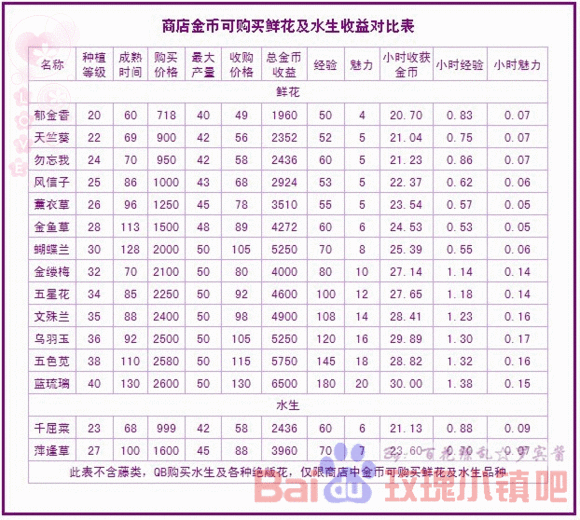 商店金币可购买鲜花及水生收益对比表
名称 种植等级 成熟时间 购买价格 最大产量 收购价格 总金币收益 经验 魅力 小时收获金币 小时经验 小时魅力
鲜花
郁金香 20 60 718 40 49 1960 50 4 20.70 0.83 0.07
天竺葵 22 69 900 42 56 2352 52 5 21.04 0.75 0.07
勿忘我 24 70 950 42 58 2436 60 5 21.23 0.86 0.07
风信子 25 86 1000 43 68 2924 53 5 22.37 0.62 0.06
薰衣草 26 96 1250 45 78 3510 55 5 23.54 0.57 0.05
金鱼草 28 113 1500 48 89 4272 60 6 24.53 0.53 0.05
蝴蝶兰 30 128 2000 50 105 5250 70 8 25.39 0.55 0.06
金缕梅 32 70 2100 50 80 4000 80 10 27.14 1.14 0.14
五星花 34 85 2250 50 92 4600 100 12 27.65 1.18 0.14
文殊兰 35 88 2400 50 98 4900 108 14 28.41 1.23 0.16
乌羽玉 36 92 2500 50 105 5250 120 16 29.89 1.30 0.17
五色苋 38 110 2580 50 115 5750 145 18 28.82 1.32 0.16
蓝琉璃 40 130 2600 50 130 6500 180 20 30.00 1.38 0.15
水生
千屈菜 23 68 999 42 58 2436 60 6 21.13 0.88 0.09
萍逢草 27 100 1600 45 88 3960 70 7 23.60 0.70 0.07
此表不含藤类，QB购买水生及各种绝版花，仅限商店中金币可购买鲜花及水生品种
Bai du 玫瑰小镇吧
LOVE